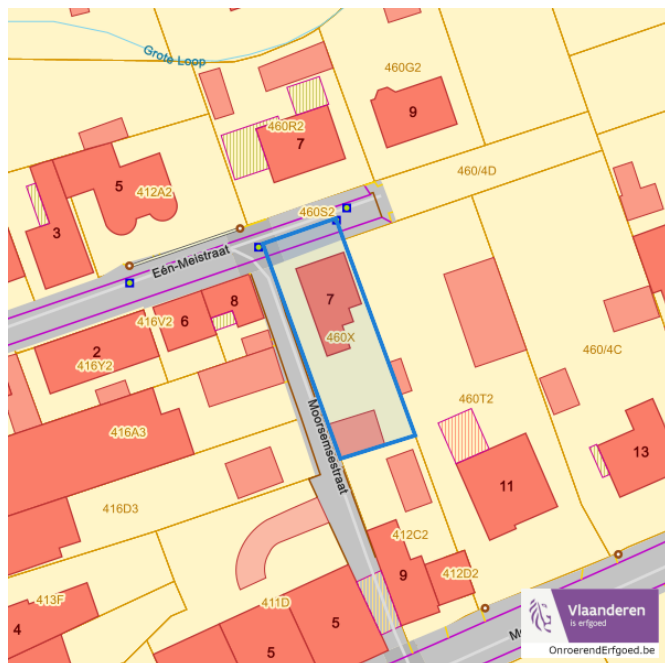 Grote Loop
460G2
9
460R2
7
5
412A2
460/4D
460S2
3
Eén-Meistraat
7
8
6
416V2
2
416Y2
460X
460/4C
460T2
Moorsemsestraat
416A3
13
11
416D3
412C2
9
412D2
413F
4
411D
5
5
Vlaanderen
is erfgoed
OnroerendErfgoed.be